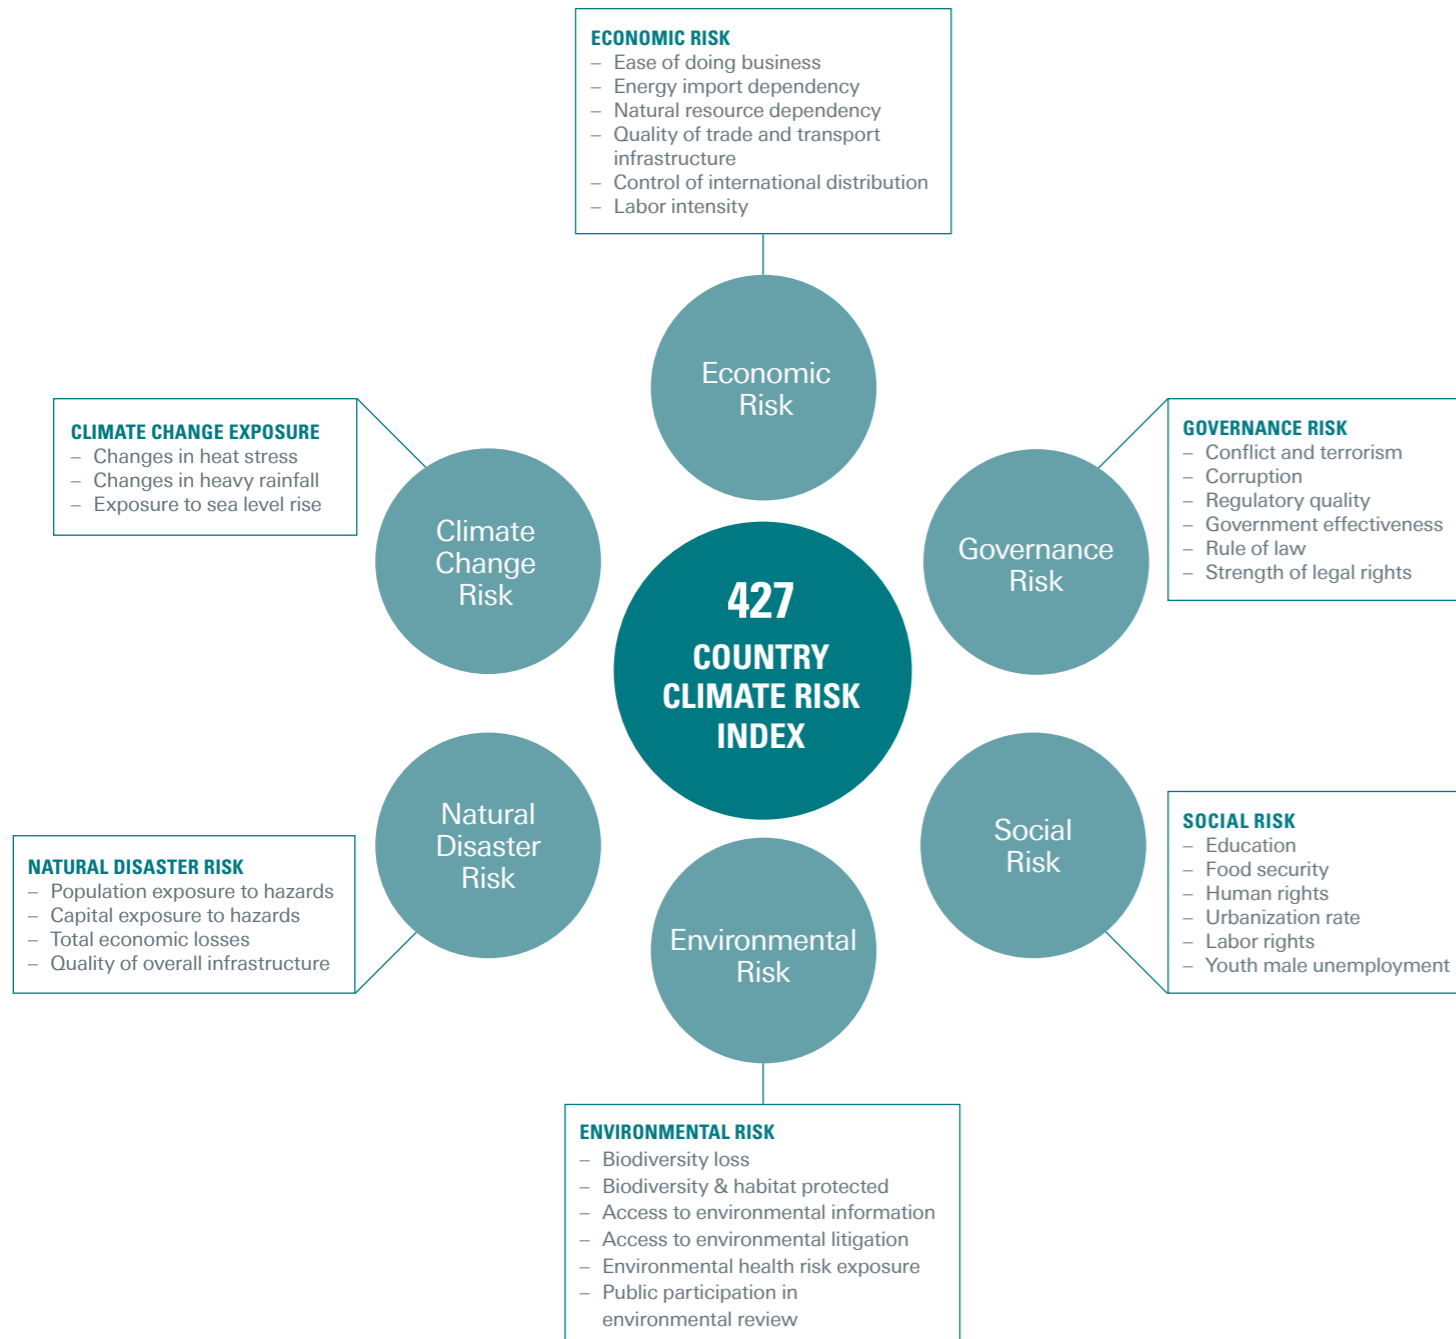 ECONOMIC RISK
– Ease of doing business
– Energy import dependency
– Natural resource dependency
– Quality of trade and transport
infrastructure
– Control of international distribution
– Labor intensity
Economic
Risk
CLIMATE CHANGE EXPOSURE
– Changes in heat stress
– Changes in heavy rainfall
– Exposure to sea level rise
Climate
Change
Risk
GOVERNANCE RISK
– Conflict and terrorism
– Corruption
– Regulatory quality
– Government effectiveness
– Rule of law
– Strength of legal rights
Governance
Risk
427
COUNTRY
CLIMATE RISK
INDEX
NATURAL DISASTER RISK
– Population exposure to hazards
– Capital exposure to hazards
– Total economic losses
– Quality of overall infrastructure
Natural
Disaster
Risk
Social
Risk
SOCIAL RISK
– Education
– Food security
– Human rights
– Urbanization rate
– Labor rights
– Youth male unemployment
Environmental
Risk
ENVIRONMENTAL RISK
– Biodiversity loss
– Biodiversity & habitat protected
– Access to environmental information
– Access to environmental litigation
– Environmental health risk exposure
– Public participation in
environmental review